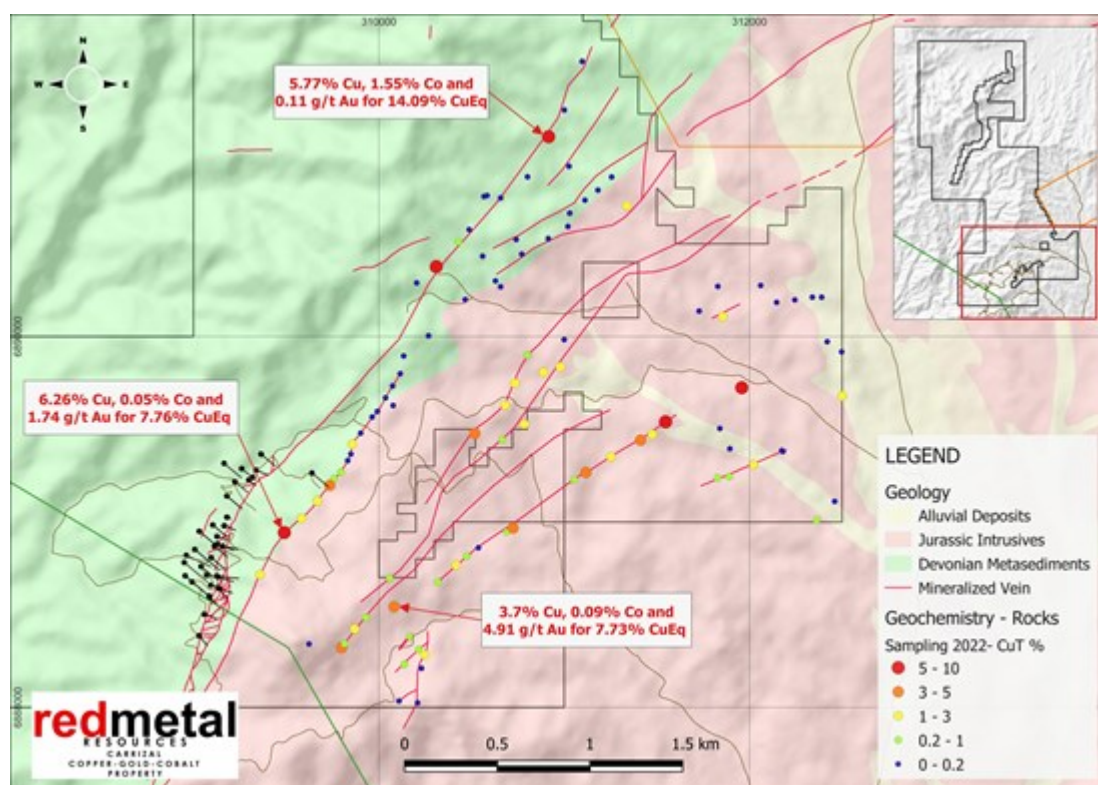 310000
312000
N
W
E
S
5.77% Cu, 1.55% Co and
0.11 g/t Au for 14.09% CuEq
6.26% Cu, 0.05% Co and
1.74 g/t Au for 7.76% CuEq
3.7% Cu, 0.09% Co and
4.91 g/t Au for 7.73% CuEq
LEGEND
Geology
Alluvial Deposits
Jurassic Intrusives
Devonian Metasediments
Mineralized Vein
Geochemistry - Rocks
Sampling 2022- CuT %
5 - 10
3 - 5
1 - 3
0.2 - 1
0 - 0.2
redmetal
RESOURCES
CARRIZAL
COPPER-GOLD-COBALT
PROPERTY
0 0.5 1 1.5 km